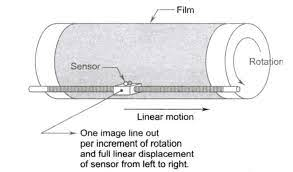 Film
Sensor
Rotation
Linear motion
One image line out
per increment of rotation
and full linear displacement
of sensor from left to right.